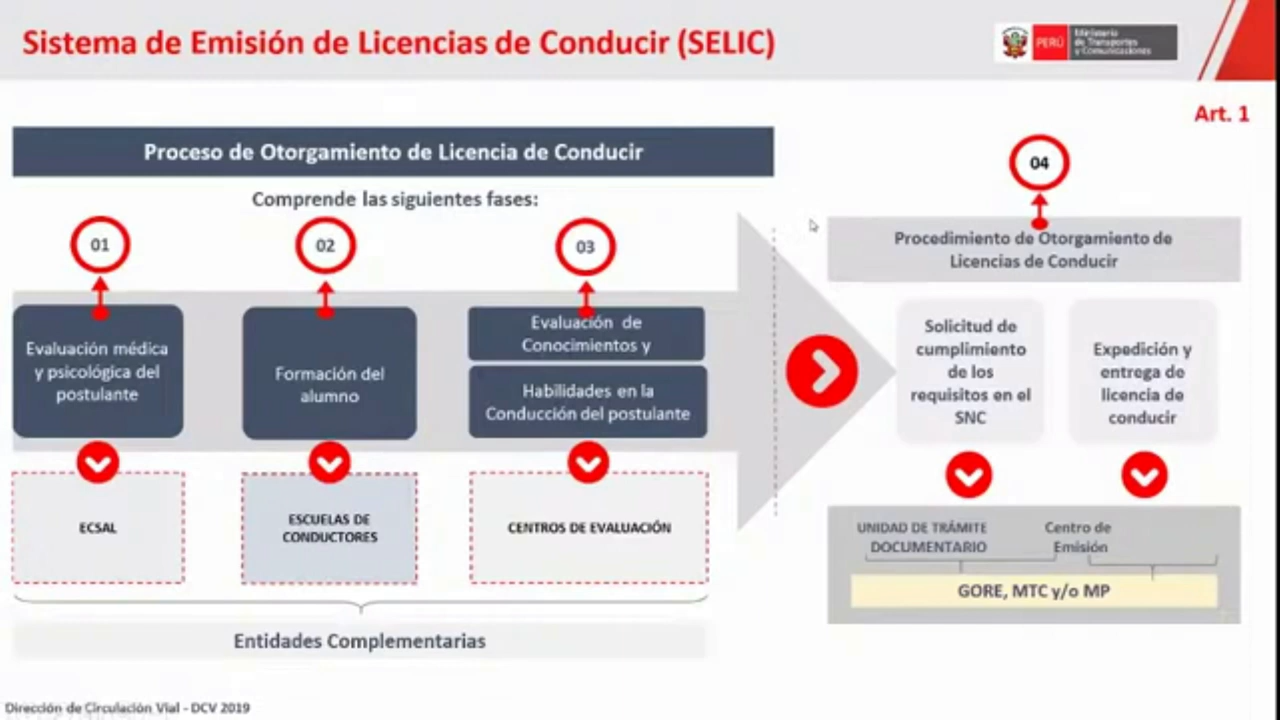 Sistema de Emisión de Licencias de Conducir (SELIC)
PERÚ
Ministerio
de Transportes
y Comunicaciones
Art. 1
Proceso de Otorgamiento de Licencia de Conducir
Comprende las siguientes fases:
01
02
03
04
Evaluación médica
y psicológica del
postulante
Formación del
alumno
Evaluación de
Conocimientos y
Habilidades en la
Conducción del postulante
ECSAL
ESCUELAS DE
CONDUCTORES
CENTROS DE EVALUACIÓN
Entidades Complementarias
Procedimiento de Otorgamiento de
Licencias de Conducir
Solicitud de
cumplimiento
de los
requisitos en el
SNC
Expedición y
entrega de
licencia de
conducir
UNIDAD DE TRÁMITE
DOCUMENTARIO
Centro de
Emisión
GORE, MTC y/o MP
Dirección de Circulación Vial - DCV 2019